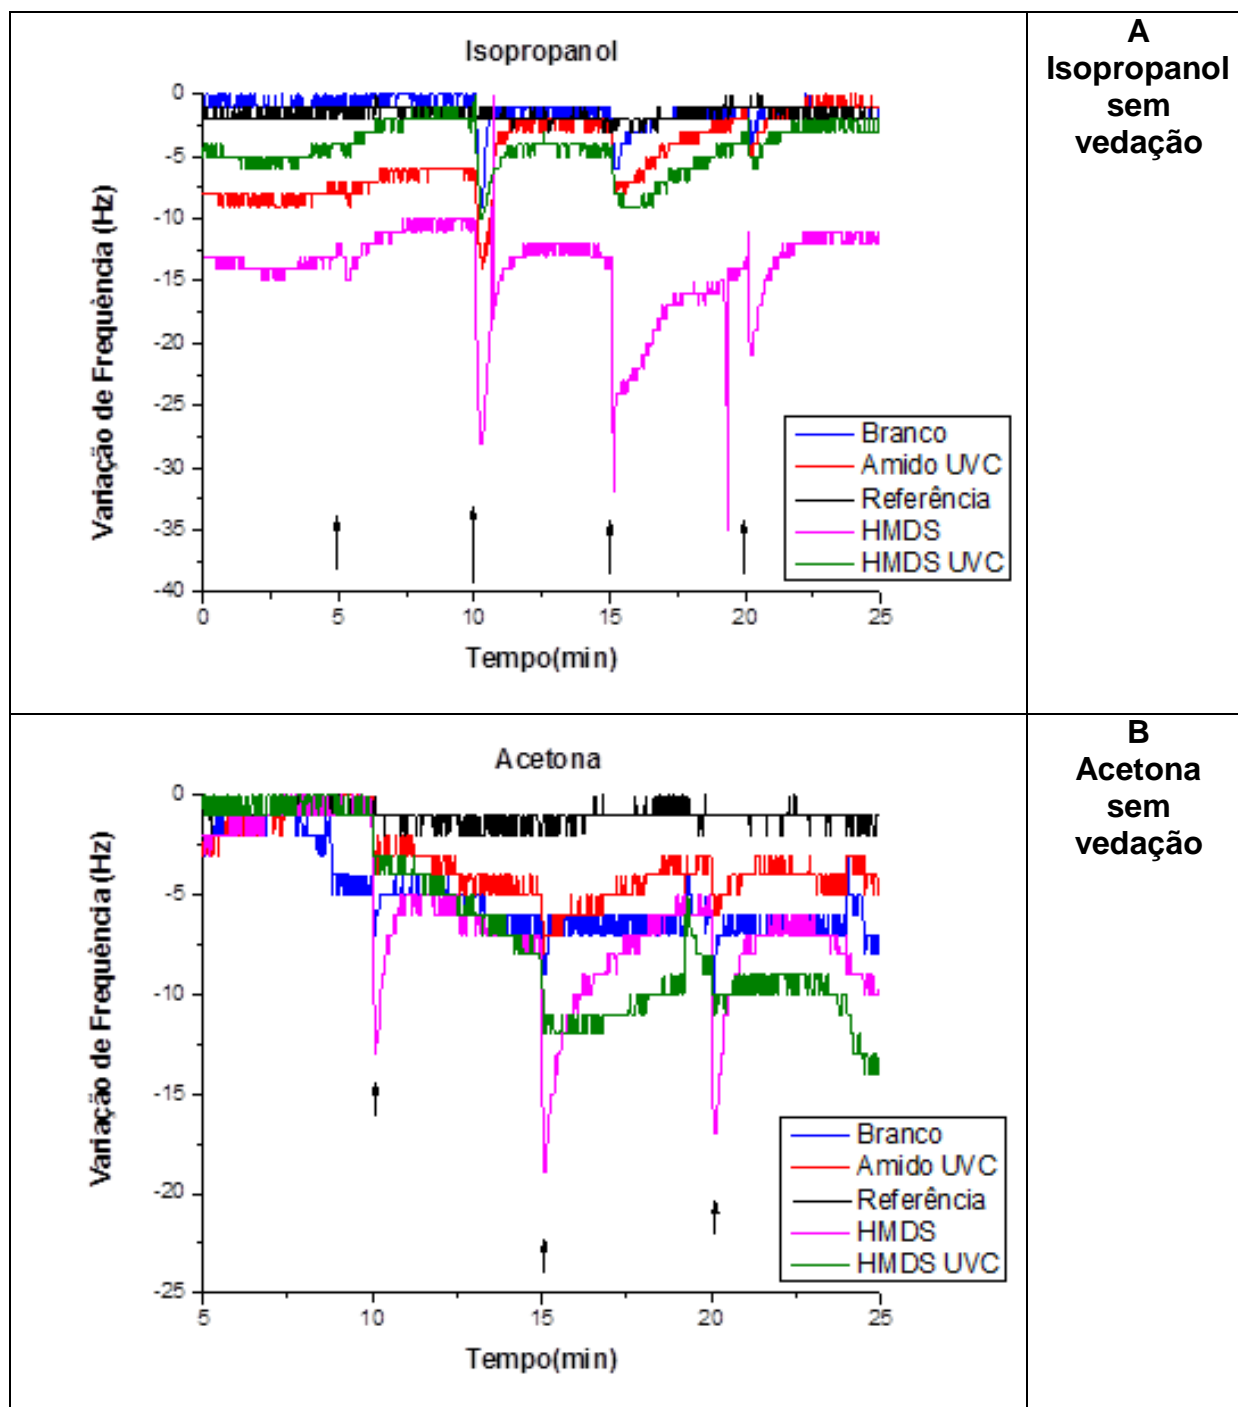 Isopropanol
A
Isopropanol
sem
vedação
Variação de Frequência (Hz)
0
-5
-10
-15
-20
-25
-30
-35
-40
Branco
Amido UVC
Referência
HMDS
HMDS UVC
0 5 10 15 20 25
Tempo(min)
Acetona
B
Acetona
sem
vedação
Variação de Frequência (Hz)
0
-5
-10
-15
-20
-25
Branco
Amido UVC
Referência
HMDS
HMDS UVC
5 10 15 20 25
Tempo(min)